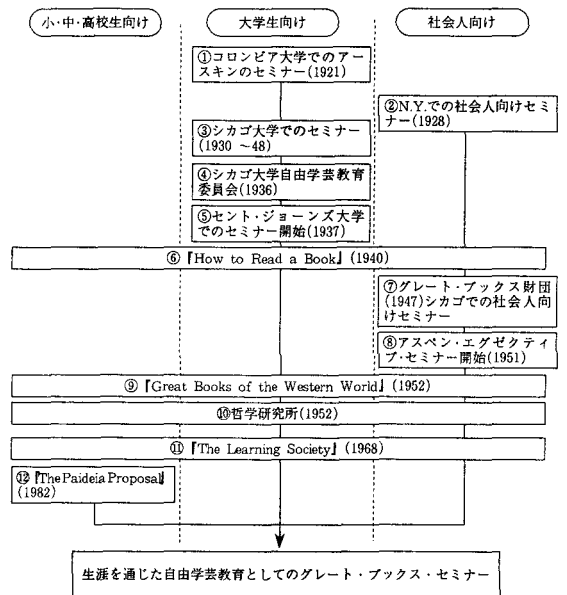 小・中・高校生向け
大学生向け
社会人向け
①コロンビア大学でのアー
スキンのセミナー(1921)
②N.Y.での社会人向けセミ
ナー(1928)
③シカゴ大学でのセミナー
(1930 ~48)
④シカゴ大学自由学芸教育
委員会(1936)
⑤セント・ジョーンズ大学
でのセミナー開始(1937)
⑥『How to Read a Book』(1940)
⑦グレート・ブックス財団
(1947)シカゴでの社会人向
けセミナー
⑧アスペン・エグゼクティ
ブ・セミナー開始(1951)
⑨『Great Books of the Western World』(1952)
⑩哲学研究所(1952)
⑪『The Learning Society』(1968)
⑫『The Paideia Proposal』
(1982)
生涯を通じた自由学芸教育としてのグレート・ブックス・セミナー